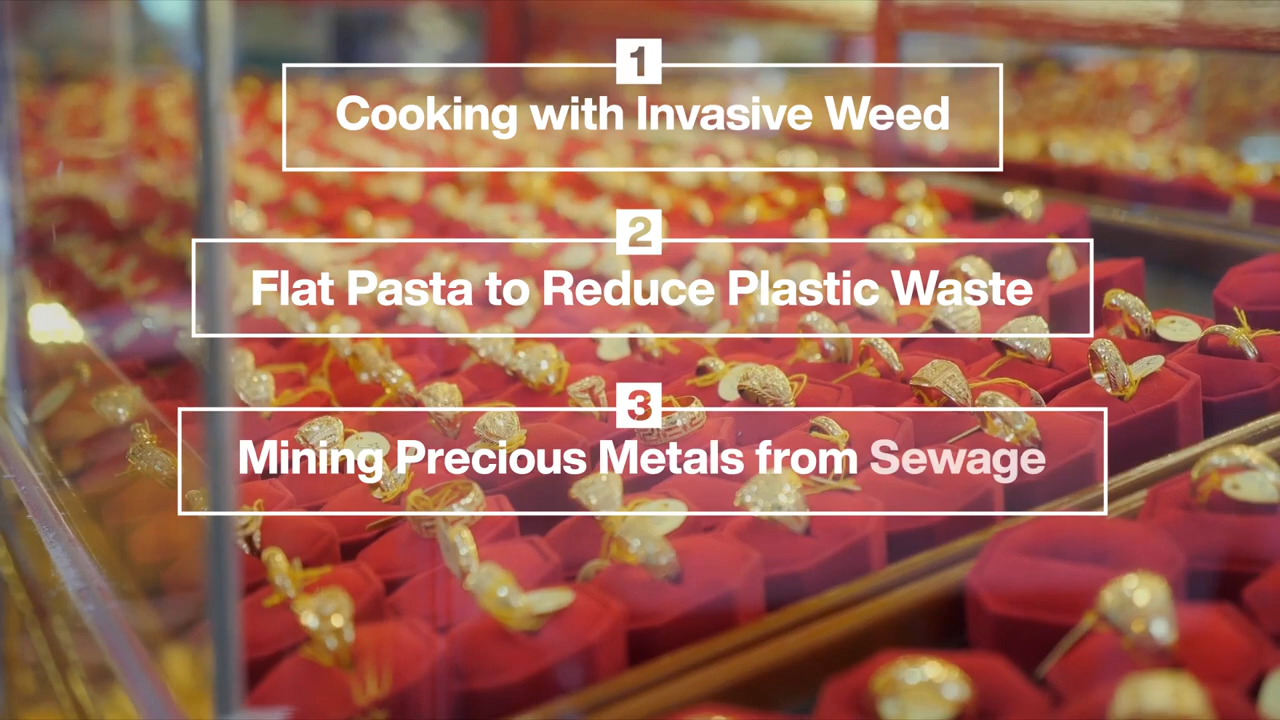 1
Cooking with Invasive Weed
2
Flat Pasta to Reduce Plastic Waste
3
Mining Precious Metals from Sewage